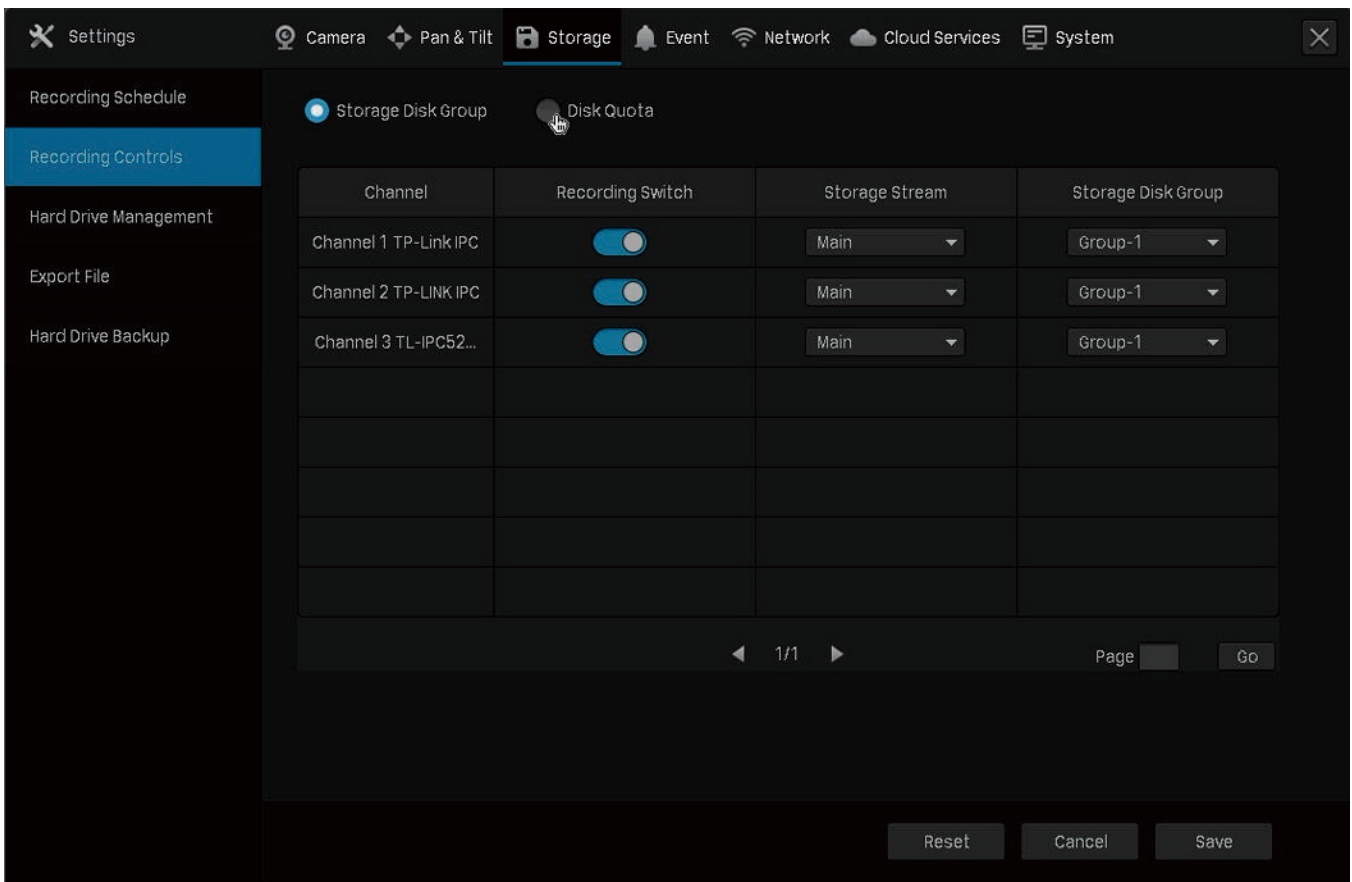 Settings
Camera Pan & Tilt Storage Event Network Cloud Services System
Recording Schedule
Recording Controls
Hard Drive Management
Export File
Hard Drive Backup
Storage Disk Group Disk Quota
Channel Recording Switch Storage Stream Storage Disk Group
Channel 1 TP-Link IPC Main Group-1
Channel 2 TP-LINK IPC Main Group-1
Channel 3 TL-IPC52... Main Group-1
1/1 Page Go
Reset Cancel Save